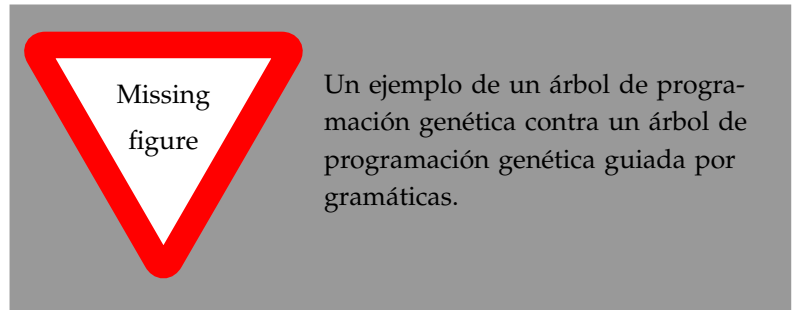 Missing
figure
Un ejemplo de un árbol de progra-
mación genética contra un árbol de
programación genética guiada por
gramáticas.